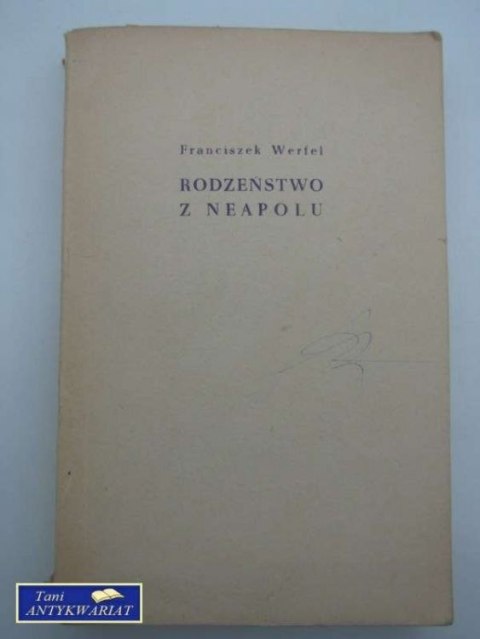 Franciszek Werfel
RODZEŃSTWO
Z NEAPOLU
Tani
ANTYKWARIAT